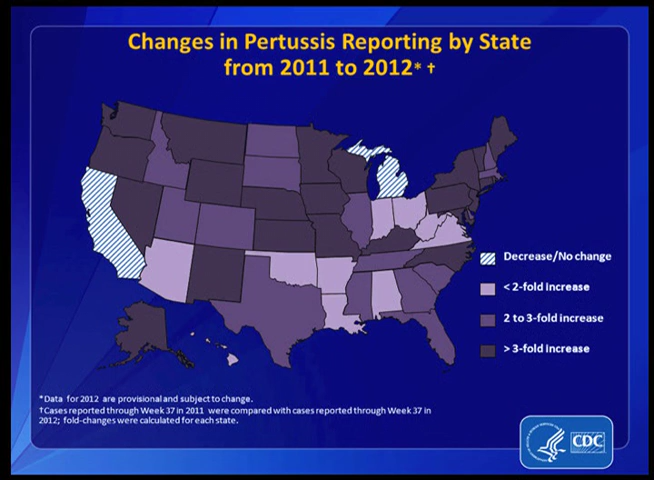 Changes in Pertussis Reporting by State
from 2011 to 2012* †
Decrease/No change
< 2-fold increase
2 to 3-fold increase
> 3-fold increase
*Data for 2012 are provisional and subject to change.
†Cases reported through Week 37 in 2011 were compared with cases reported through Week 37 in
2012; fold-changes were calculated for each state.
CDC